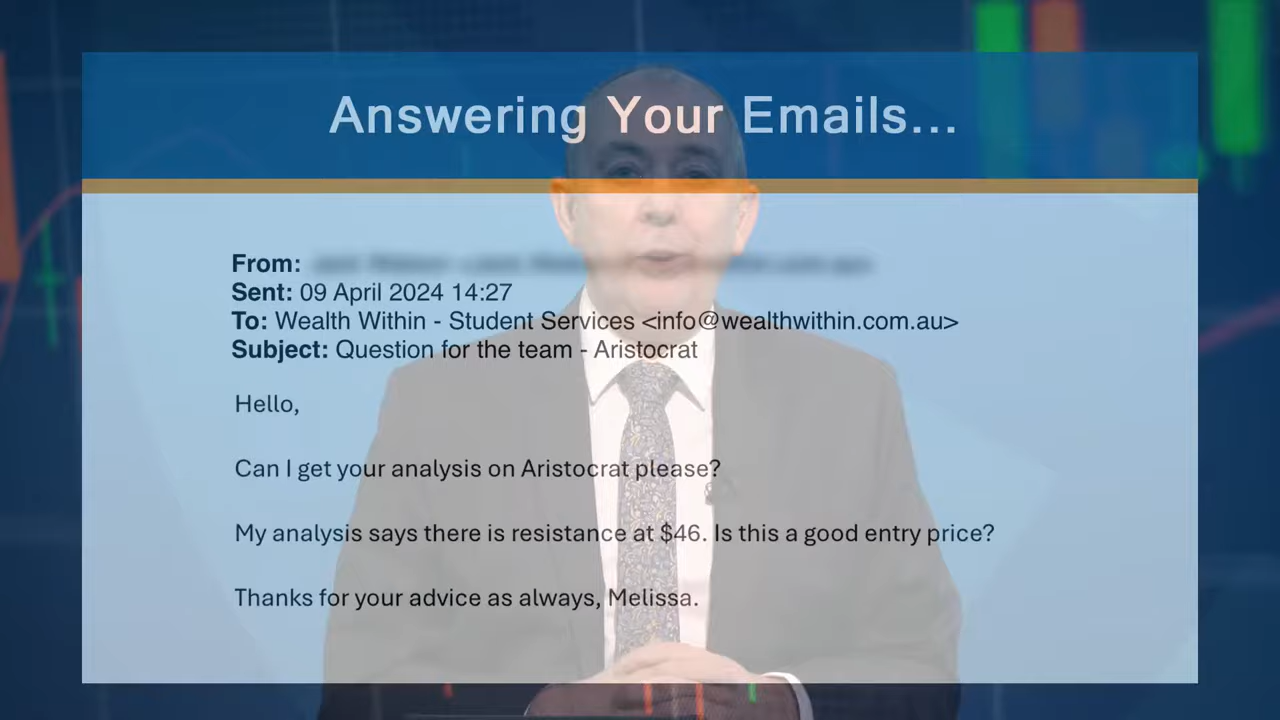 Answering Your Emails...
From:
Sent: 09 April 2024 14:27
To: Wealth Within - Student Services <info@wealthwithin.com.au>
Subject: Question for the team - Aristocrat
Hello,
Can I get your analysis on Aristocrat please?
My analysis says there is resistance at $46. Is this a good entry price?
Thanks for your advice as always, Melissa.